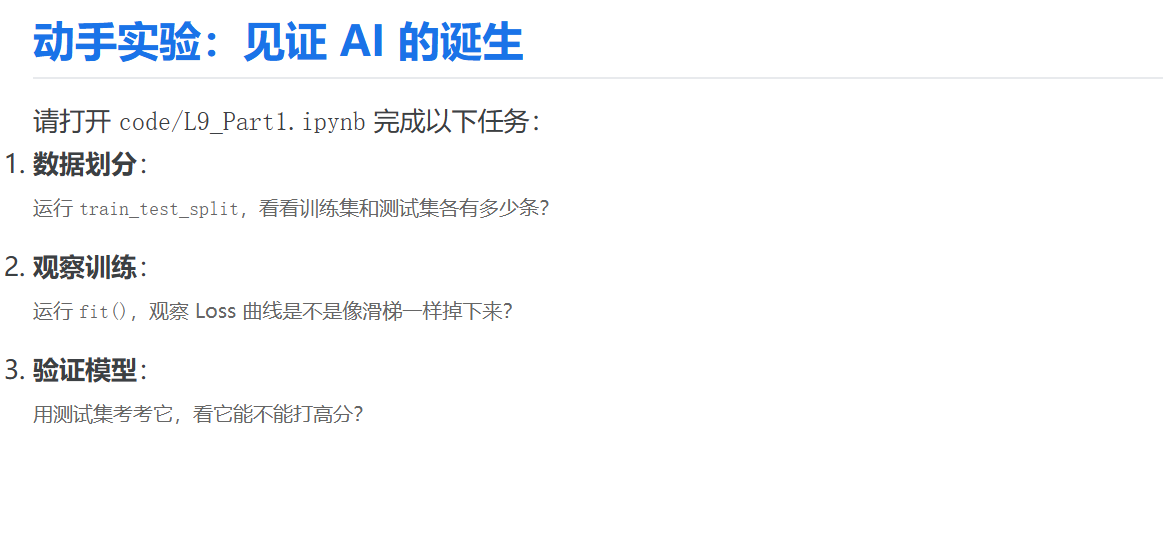 动手实验：见证 AI 的诞生
请打开 code/L9_Part1.ipynb 完成以下任务：
1. 数据划分：
运行 train_test_split，看看训练集和测试集各有多少条？
2. 观察训练：
运行 fit()，观察 Loss 曲线是不是像滑梯一样掉下来？
3. 验证模型：
用测试集考考它，看它能不能打高分？